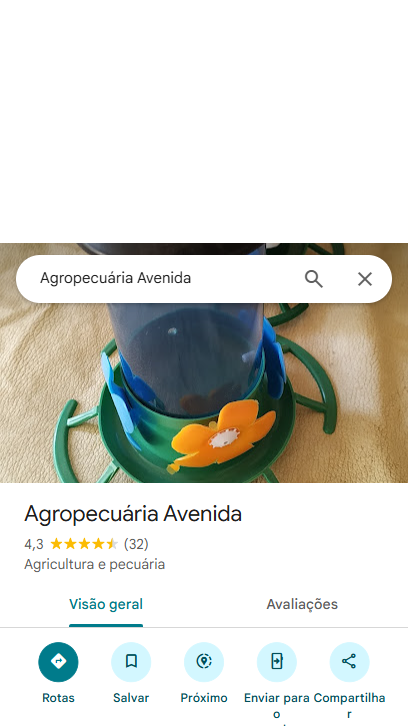 Agropecuária Avenida
Agropecuária Avenida
4,3 (32)
Agricultura e pecuária
Visão geral Avaliações
Rotas Salvar Próximo Enviar para o Compartilhar